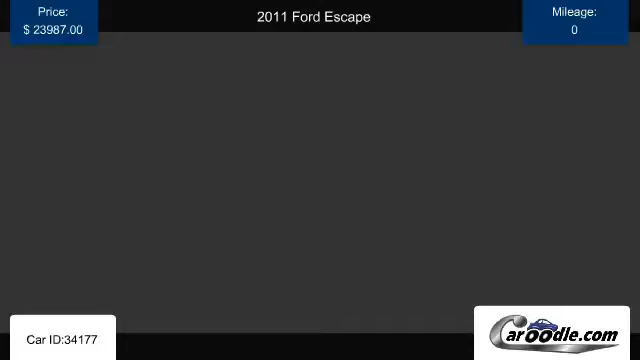 Price:
$ 23987.00
2011 Ford Escape
Mileage:
0
Car ID:34177
Caroodle.com